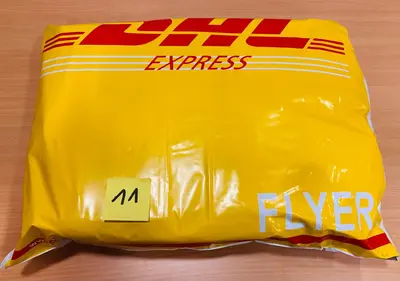 DHL
EXPRESS
11
FLYER